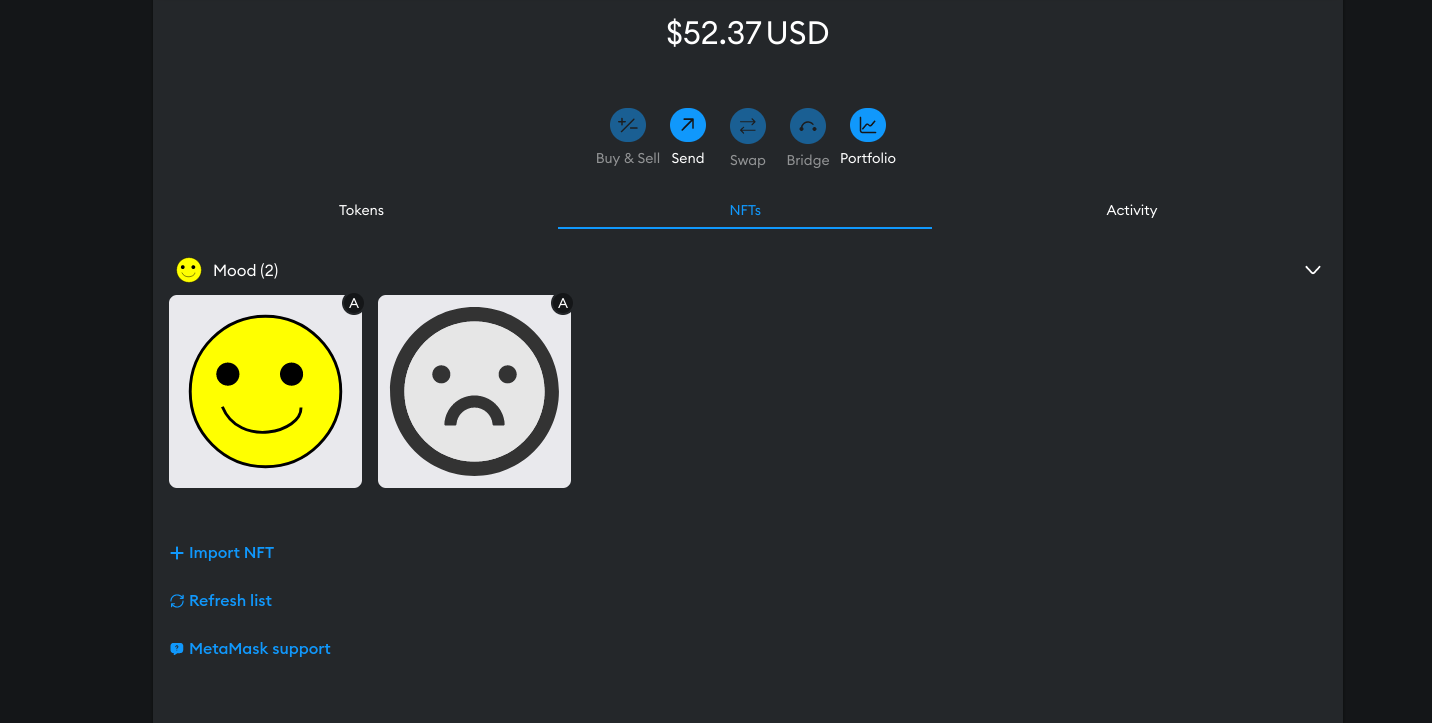 $52.37 USD
Buy & Sell Send Swap Bridge Portfolio
Tokens NFTs Activity
Mood (2)
A A
Import NFT
Refresh list
MetaMask support